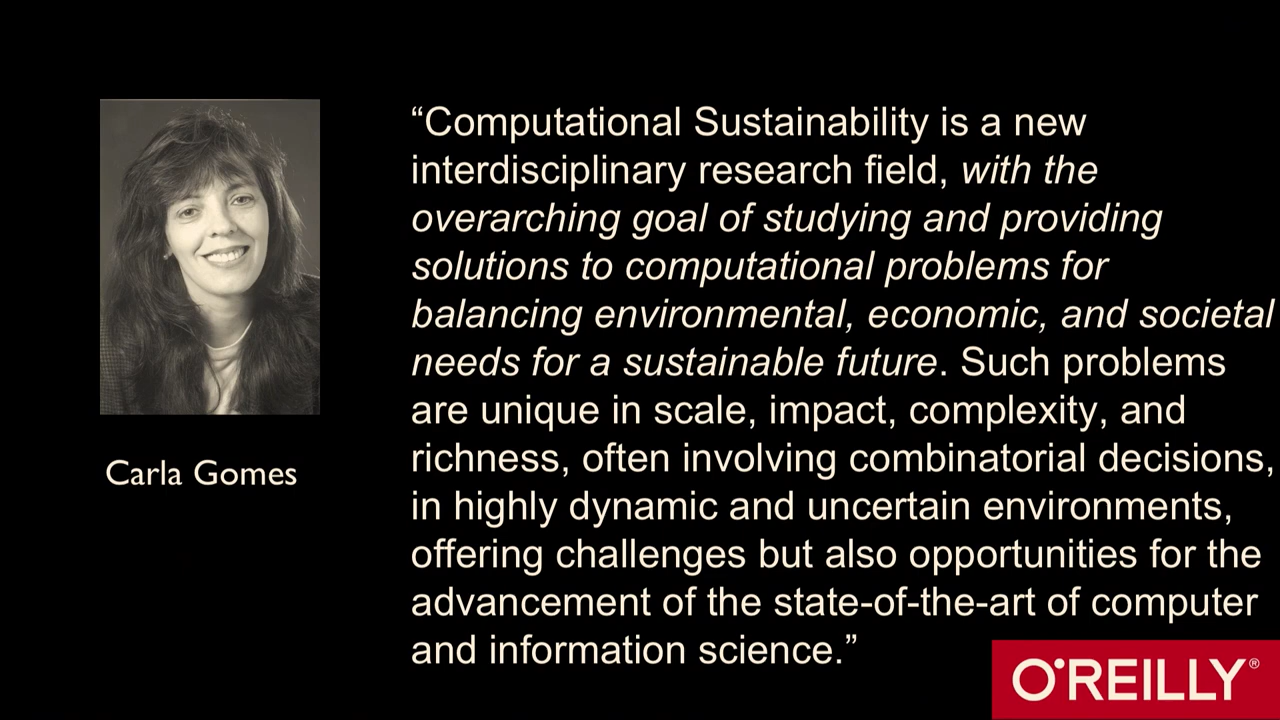 “Computational Sustainability is a new
interdisciplinary research field, with the
overarching goal of studying and providing
solutions to computational problems for
balancing environmental, economic, and societal
needs for a sustainable future. Such problems
are unique in scale, impact, complexity, and
richness, often involving combinatorial decisions,
in highly dynamic and uncertain environments,
offering challenges but also opportunities for the
advancement of the state-of-the-art of computer
and information science.”
Carla Gomes
O'REILLY®